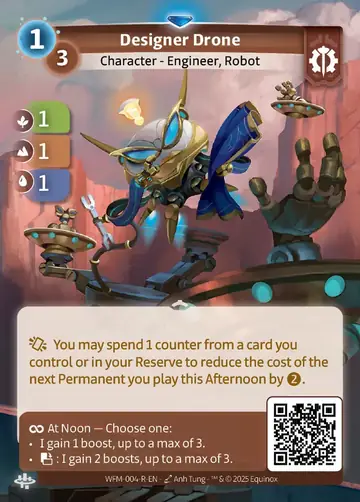 1
Designer Drone
3
Character - Engineer, Robot
1
1
1
You may spend 1 counter from a card you
control or in your Reserve to reduce the cost of
the next Permanent you play this Afternoon by 2.
∞ At Noon — Choose one:
• I gain 1 boost, up to a max of 3.
• : I gain 2 boosts, up to a max of 3.
WFM-004-R-EN - Anh Tung - ™ & © 2025 Equinox